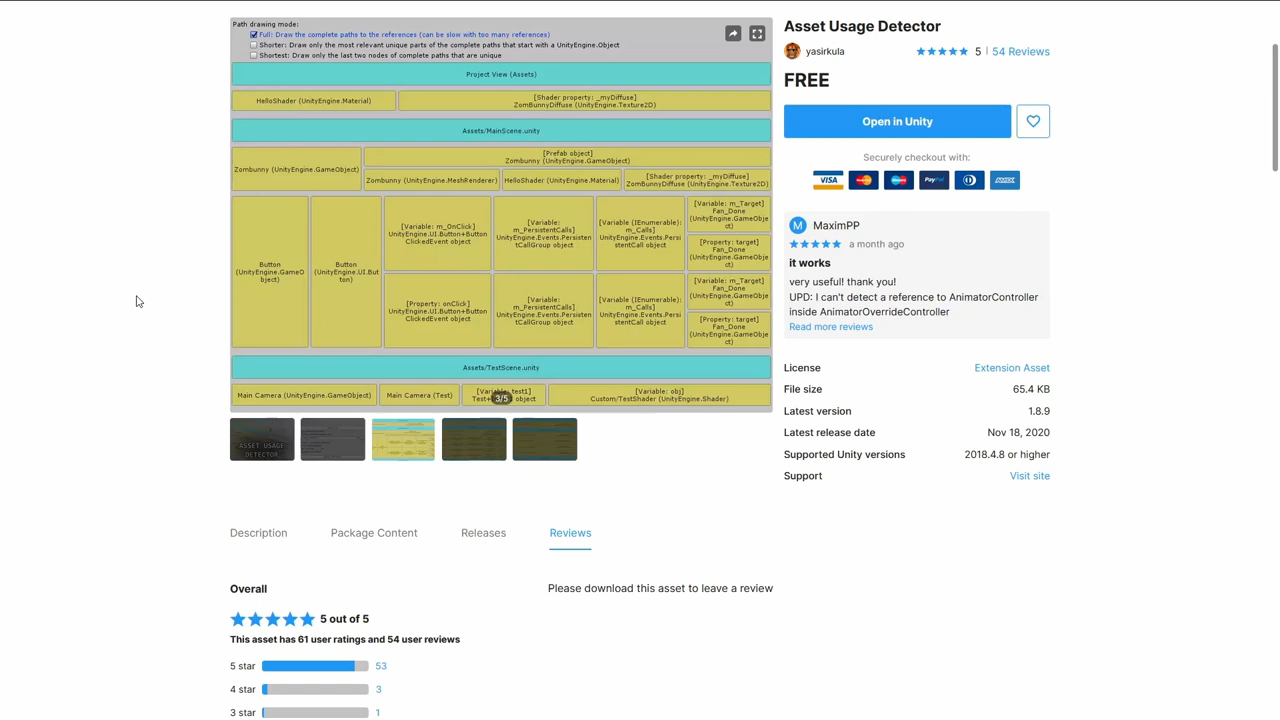 Path drawing mode:
Full: Draw the complete paths to the references (can be slow with too many references)
Shorter: Draw only the most relevant unique parts of the complete paths that start with a UnityEngine.Object
Shortest: Draw only the last two nodes of complete paths that are unique
Project View (Assets)
HelloShader (UnityEngine.Material)
[Shader property: _myDiffuse]
ZomBunnyDiffuse (UnityEngine.Texture2D)
Assets/MainScene.unity
Zombunny (UnityEngine.GameObject)
[Prefab object]
Zombunny (UnityEngine.GameObject)
Zombunny (UnityEngine.MeshRenderer)
HelloShader (UnityEngine.Material)
[Shader property: _myDiffuse]
ZomBunnyDiffuse (UnityEngine.Texture2D)
Button
(UnityEngine.GameO
bject)
Button
(UnityEngine.UI.But
ton)
[Variable: m_OnClick]
UnityEngine.UI.Button+Button
ClickedEvent object
[Variable:
m_PersistentCalls]
UnityEngine.Events.Persisten
tCallGroup object
[Variable (IEnumerable):
m_Calls]
UnityEngine.Events.Persi
stentCall object
[Variable: m_Target]
Fan_Done
(UnityEngine.GameObje
ct)
[Property: target]
Fan_Done
(UnityEngine.GameObje
ct)
[Property: onClick]
UnityEngine.UI.Button+Button
ClickedEvent object
[Variable:
m_PersistentCalls]
UnityEngine.Events.Persisten
tCallGroup object
[Variable (IEnumerable):
m_Calls]
UnityEngine.Events.Persi
stentCall object
[Variable: m_Target]
Fan_Done
(UnityEngine.GameObje
ct)
[Property: target]
Fan_Done
(UnityEngine.GameObje
ct)
Assets/TestScene.unity
Main Camera (UnityEngine.GameObject)
Main Camera (Test)
[Variable: test1]
Test+ object
3/5
[Variable: obj]
Custom/TestShader (UnityEngine.Shader)
ASSET USAGE
DETECTOR
Asset Usage Detector
yasirkula
5 | 54 Reviews
FREE
Open in Unity
Securely checkout with:
VISA
PayPal
AMEX
M MaximPP
a month ago
it works
very useful! thank you!
UPD: I can't detect a reference to AnimatorController
inside AnimatorOverrideController
Read more reviews
License Extension Asset
File size 65.4 KB
Latest version 1.8.9
Latest release date Nov 18, 2020
Supported Unity versions 2018.4.8 or higher
Support Visit site
Description Package Content Releases Reviews
Overall
Please download this asset to leave a review
5 out of 5
This asset has 61 user ratings and 54 user reviews
5 star 53
4 star 3
3 star 1